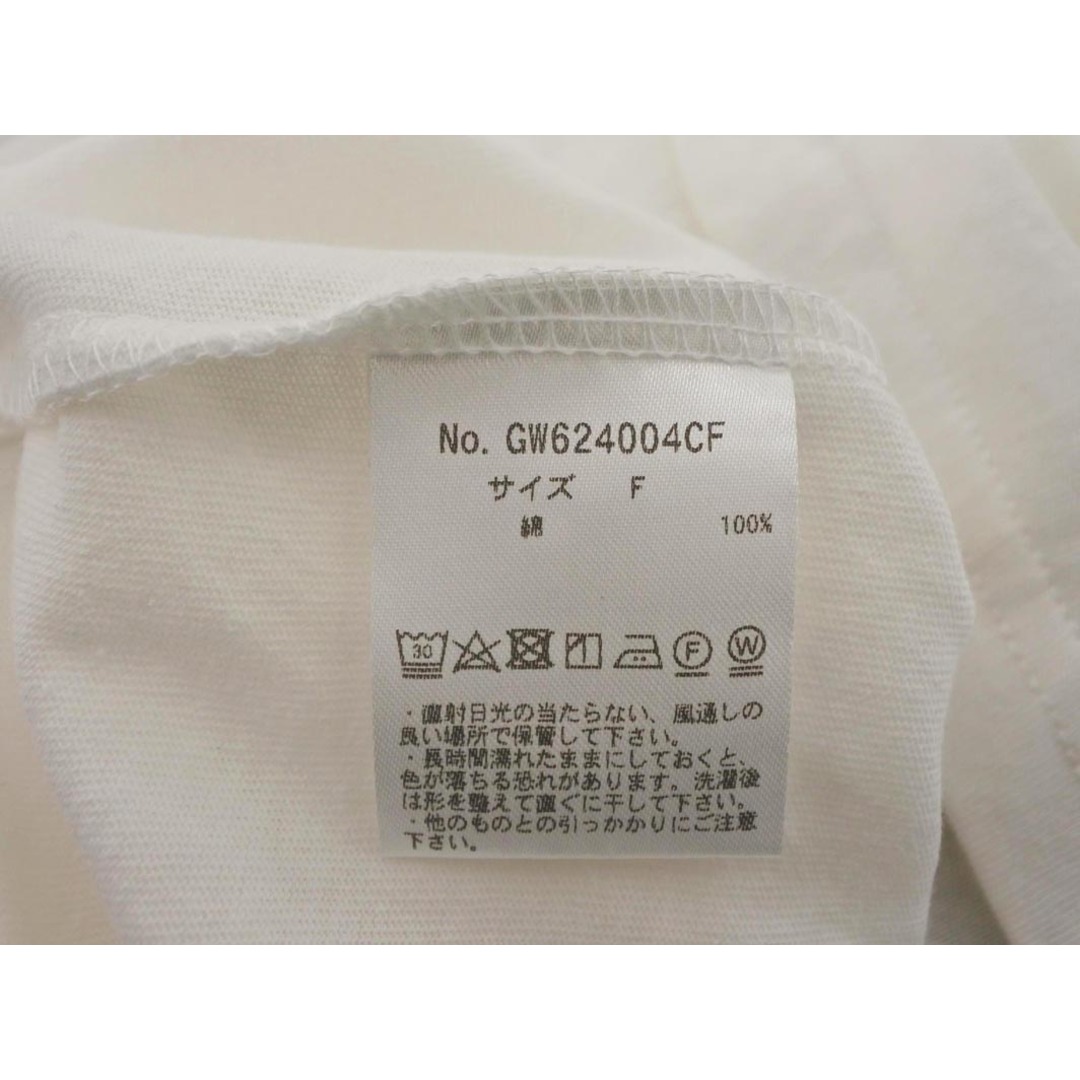 No. GW624004CF
サイズ F
綿 100%
30 F W
・直射日光の当たらない、風通しの
良い場所で保管して下さい。
・長時間濡れたままにしておくと、
色が落ちる恐れがあります。洗濯後
は形を整えて直ぐに干して下さい。
・他のものとの引っかかりにご注意
下さい。